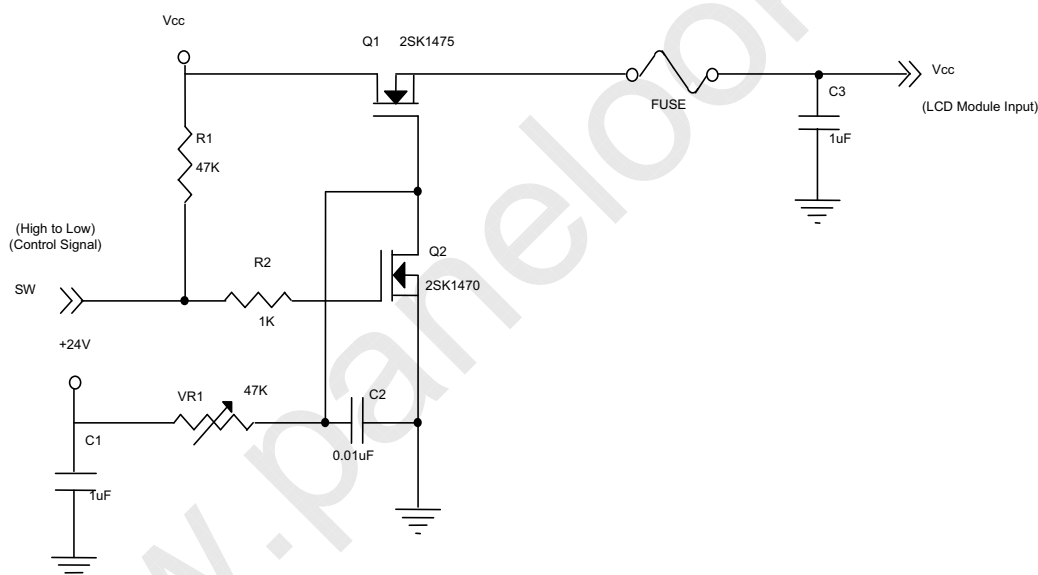 Vcc
Q1 2SK1475
Vcc
FUSE
C3
(LCD Module Input)
R1
1uF
47K
(High to Low)
(Control Signal)
Q2
R2
2SK1470
SW
1K
+24V
VR1
47K
C2
C1
0.01uF
1uF
w.paneloo